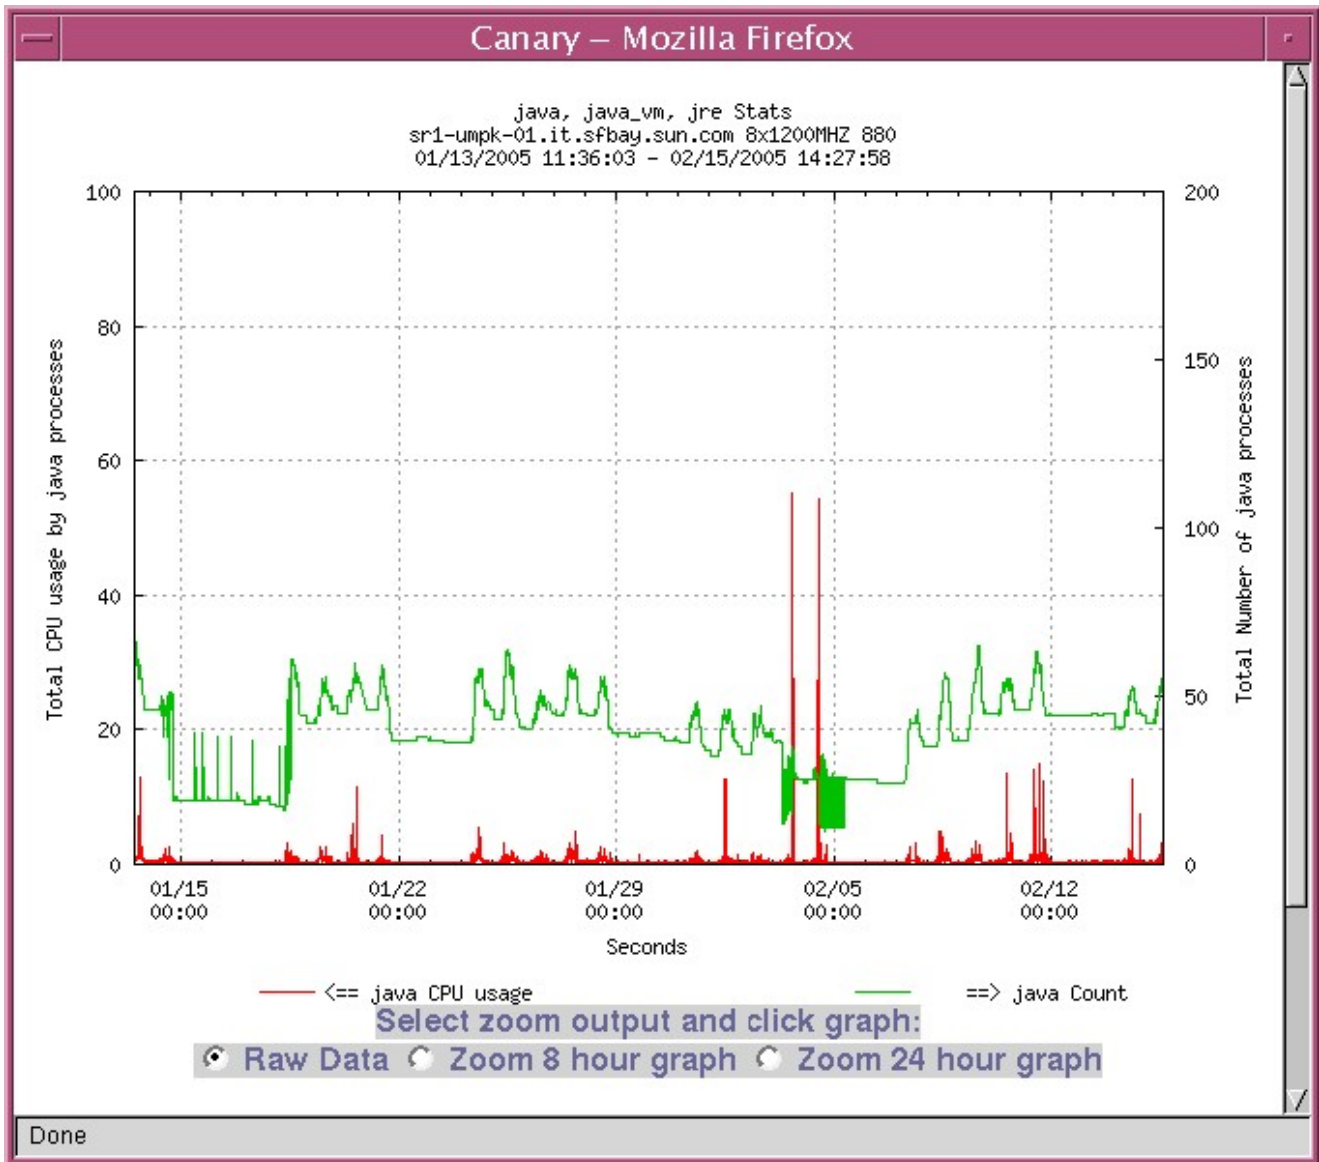 Canary – Mozilla Firefox
java, java_vm, jre Stats
sr1-umpk-01.it.sfbay.sun.com 8x1200MHZ 880
01/13/2005 11:36:03 - 02/15/2005 14:27:58
100
80
60
40
20
0
Total CPU usage by java processes
200
150
100
50
0
Total Number of java processes
01/15 01/22 01/29 02/05 02/12
00:00 00:00 00:00 00:00 00:00
Seconds
<== java CPU usage ==> java Count
Select zoom output and click graph:
Raw Data Zoom 8 hour graph Zoom 24 hour graph
Done